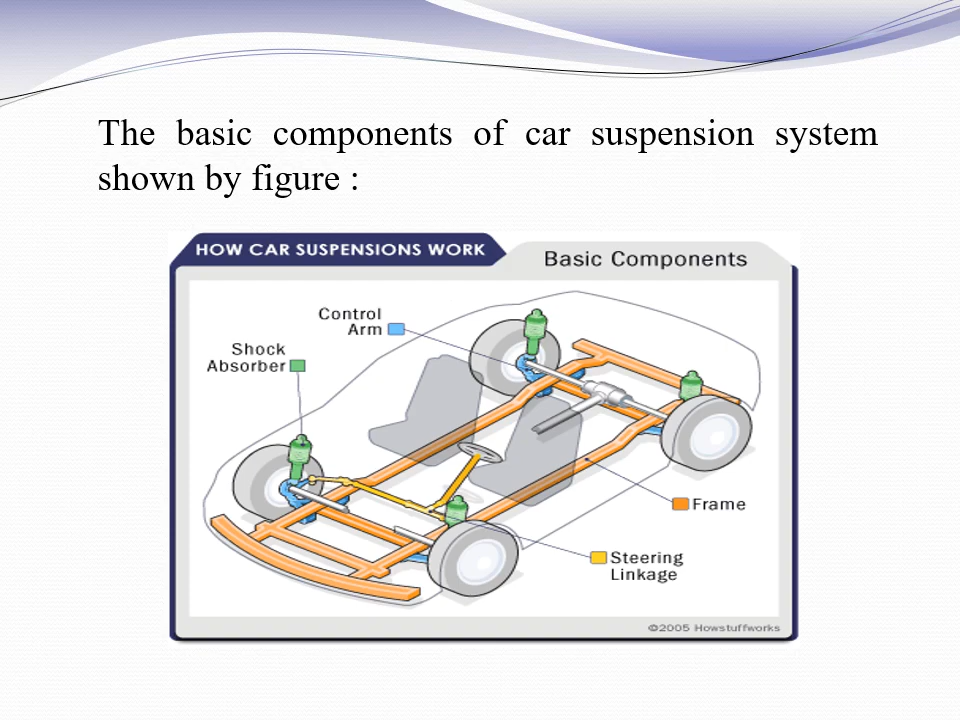 The basic components of car suspension system
shown by figure :
HOW CAR SUSPENSIONS WORK
Basic Components
Control
Arm
Shock
Absorber
Frame
Steering
Linkage
©2005 Howstuffworks